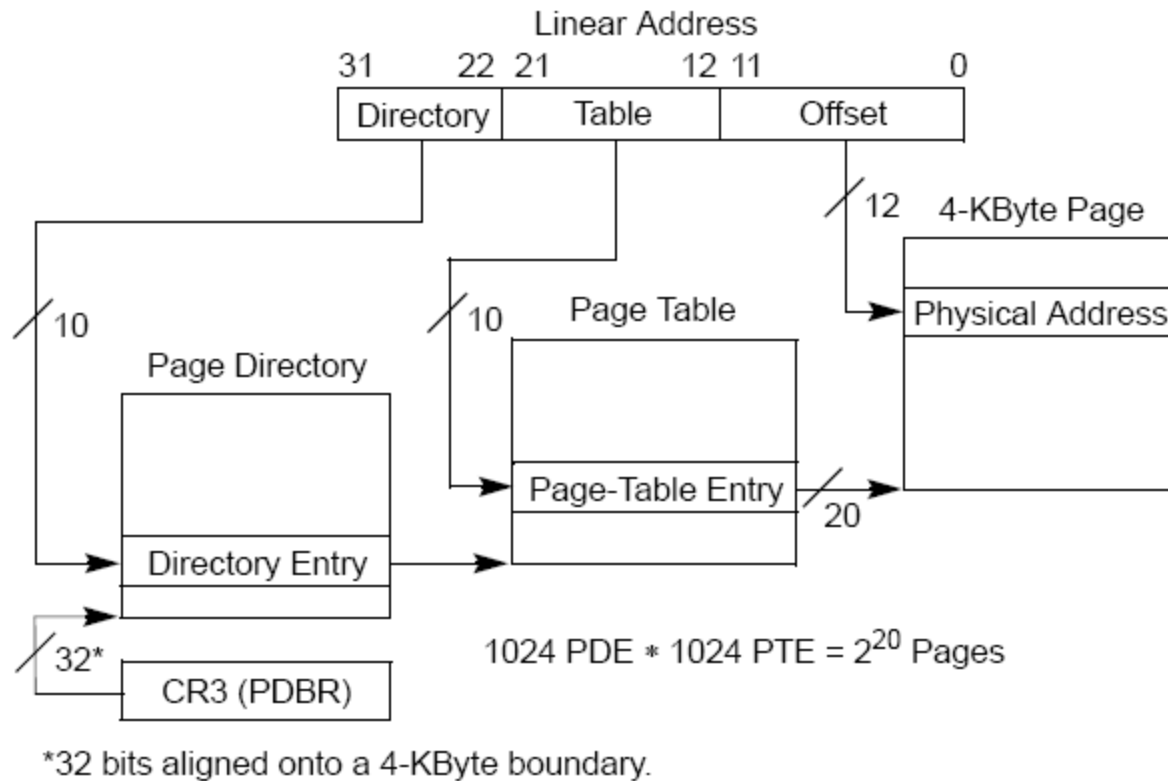 Linear Address
31 22 21 12 11 0
Directory Table Offset
12 4-KByte Page
10 10 Page Table Physical Address
Page Directory
Page-Table Entry
20
Directory Entry
32* 1024 PDE * 1024 PTE = 2^20 Pages
CR3 (PDBR)
*32 bits aligned onto a 4-KByte boundary.